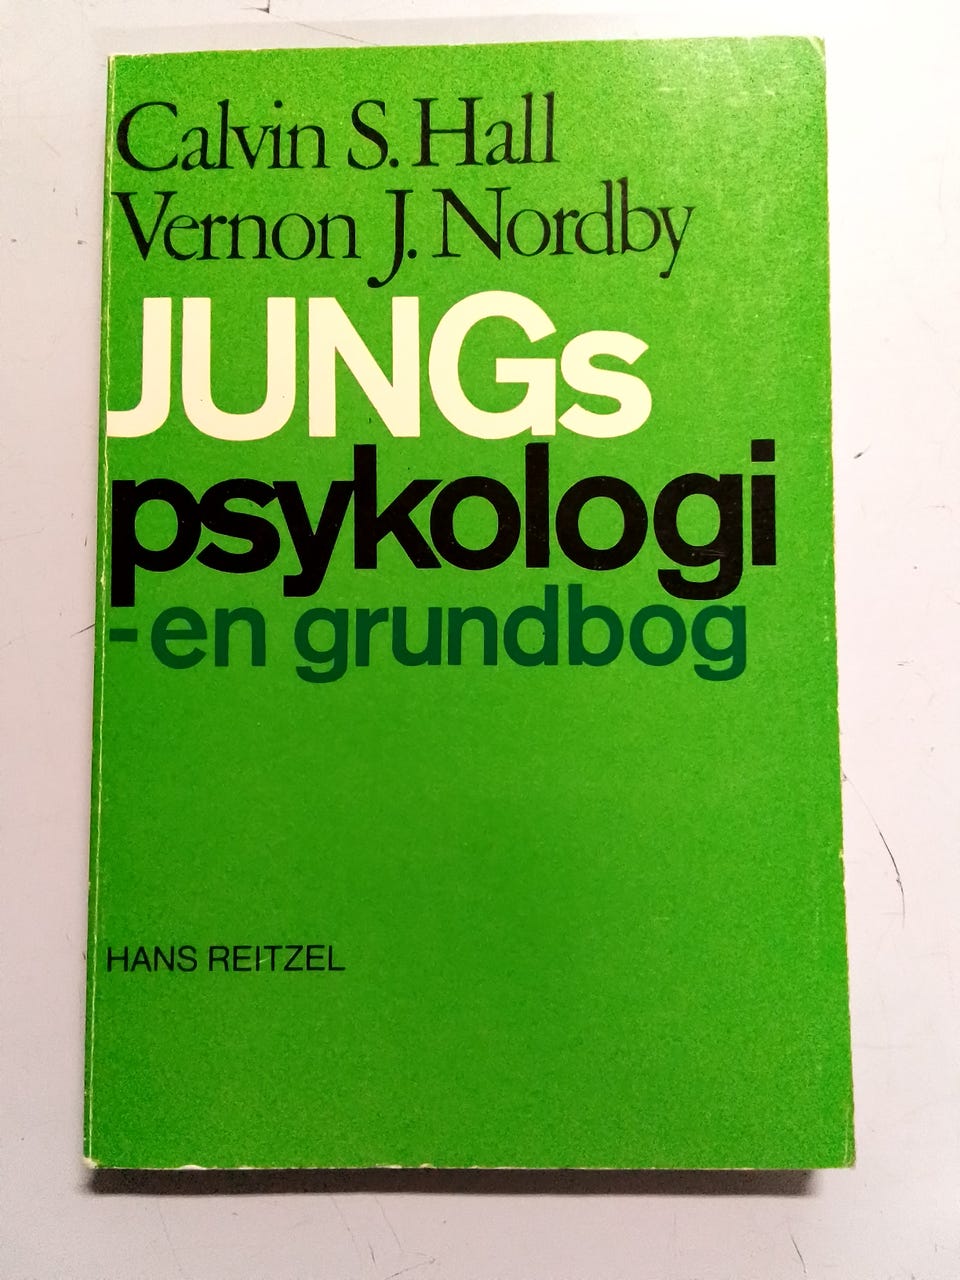 Calvin S. Hall
Vernon J. Nordby
JUNGs
psykologi
-en grundbog
HANS REITZEL